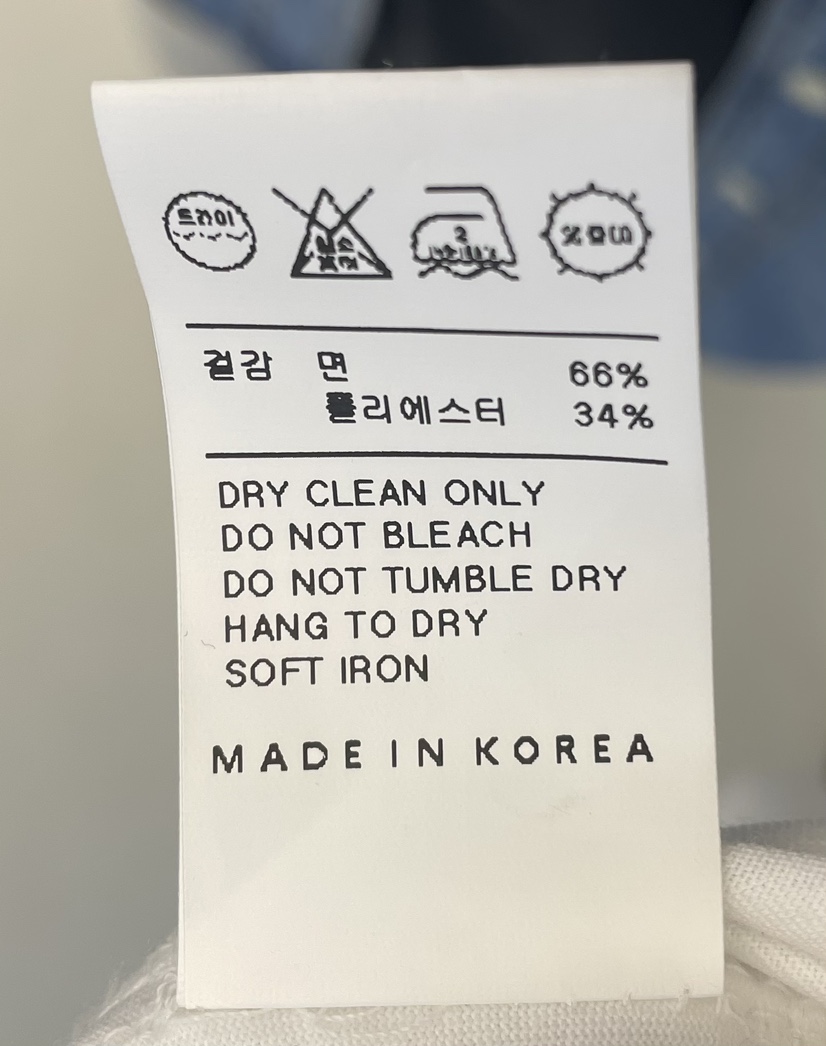 드라이
2
겉감 면 66%
폴리에스터 34%
DRY CLEAN ONLY
DO NOT BLEACH
DO NOT TUMBLE DRY
HANG TO DRY
SOFT IRON
MADE IN KOREA